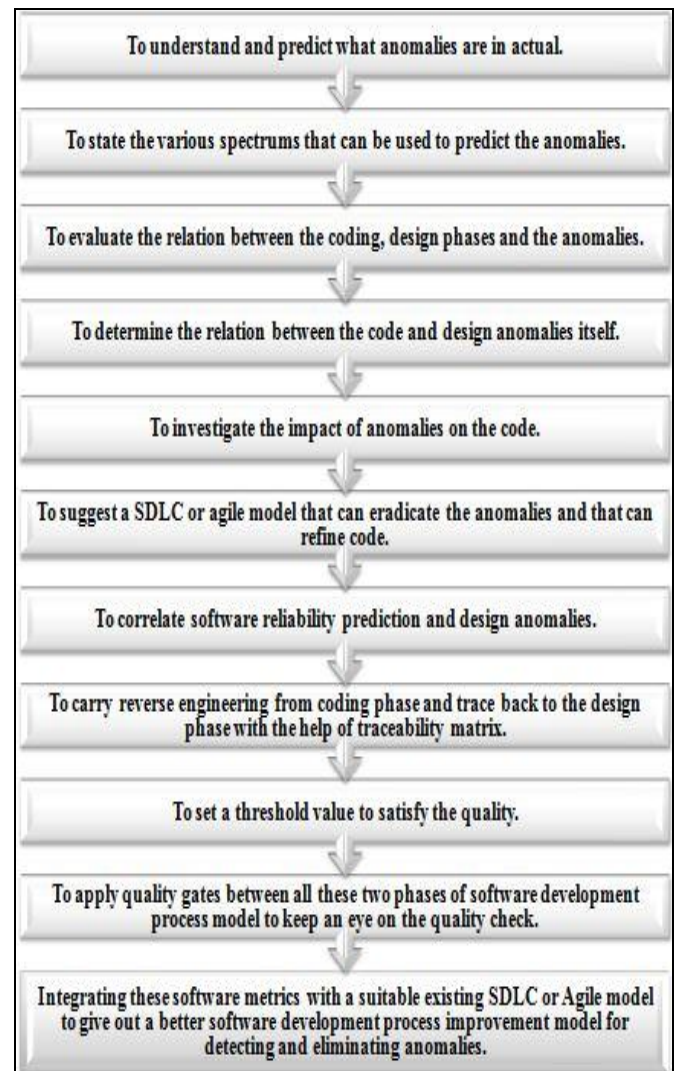 To understand and predict what anomalies are in actual.
To state the various spectrums that can be used to predict the anomalies.
To evaluate the relation between the coding, design phases and the anomalies.
To determine the relation between the code and design anomalies itself.
To investigate the impact of anomalies on the code.
To suggest a SDLC or agile model that can eradicate the anomalies and that can
refine code.
To correlate software reliability prediction and design anomalies.
To carry reverse engineering from coding phase and trace back to the design
phase with the help of traceability matrix.
To set a threshold value to satisfy the quality.
To apply quality gates between all these two phases of software development
process model to keep an eye on the quality check.
Integrating these software metrics with a suitable existing SDLC or Agile model
to give out a better software development process improvement model for
detecting and eliminating anomalies.